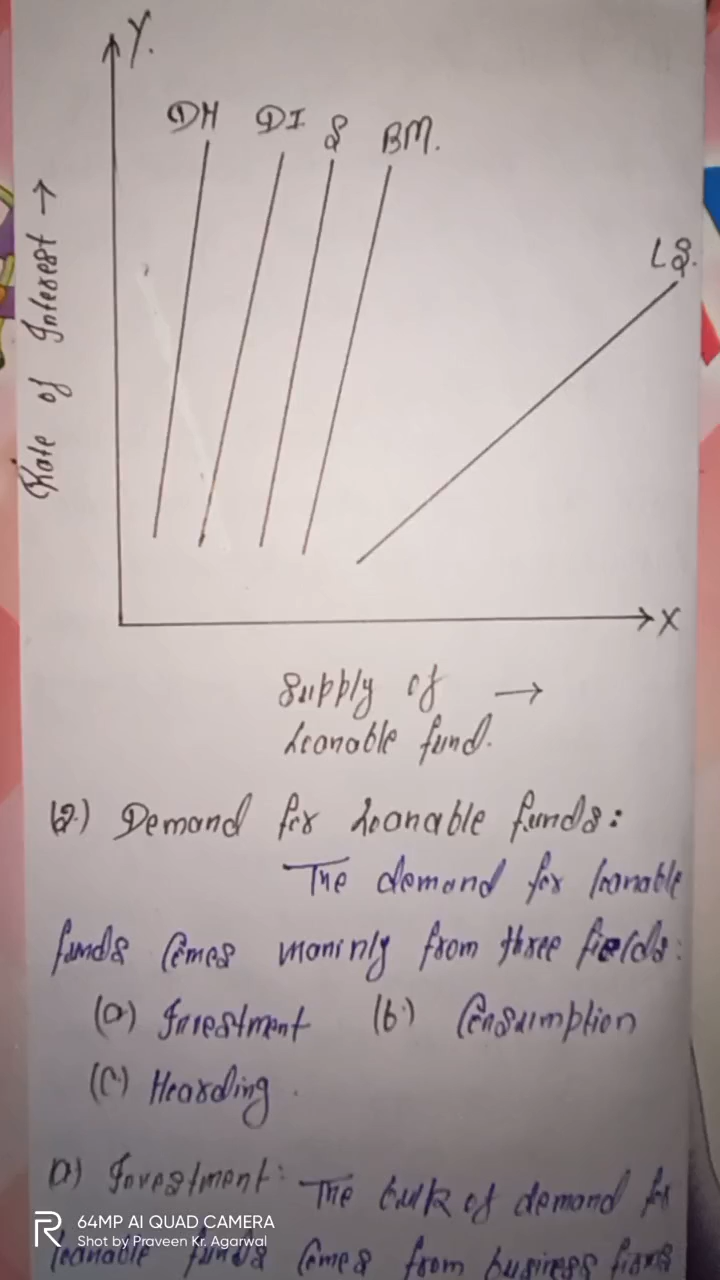 Y.
DH DI S BM.
LS.
Rate of Interest →
X
Supply of →
Loanable fund.
(2.) Demand for Loanable funds:
The demand for loanable
funds comes maninly from three fields:
(a) Investment (b.) Consumption
(c.) Hearding.
a) Investment: The bulk of demand for
loanable funds comes from business firms
64MP AI QUAD CAMERA
Shot by Praveen Kr. Agarwal